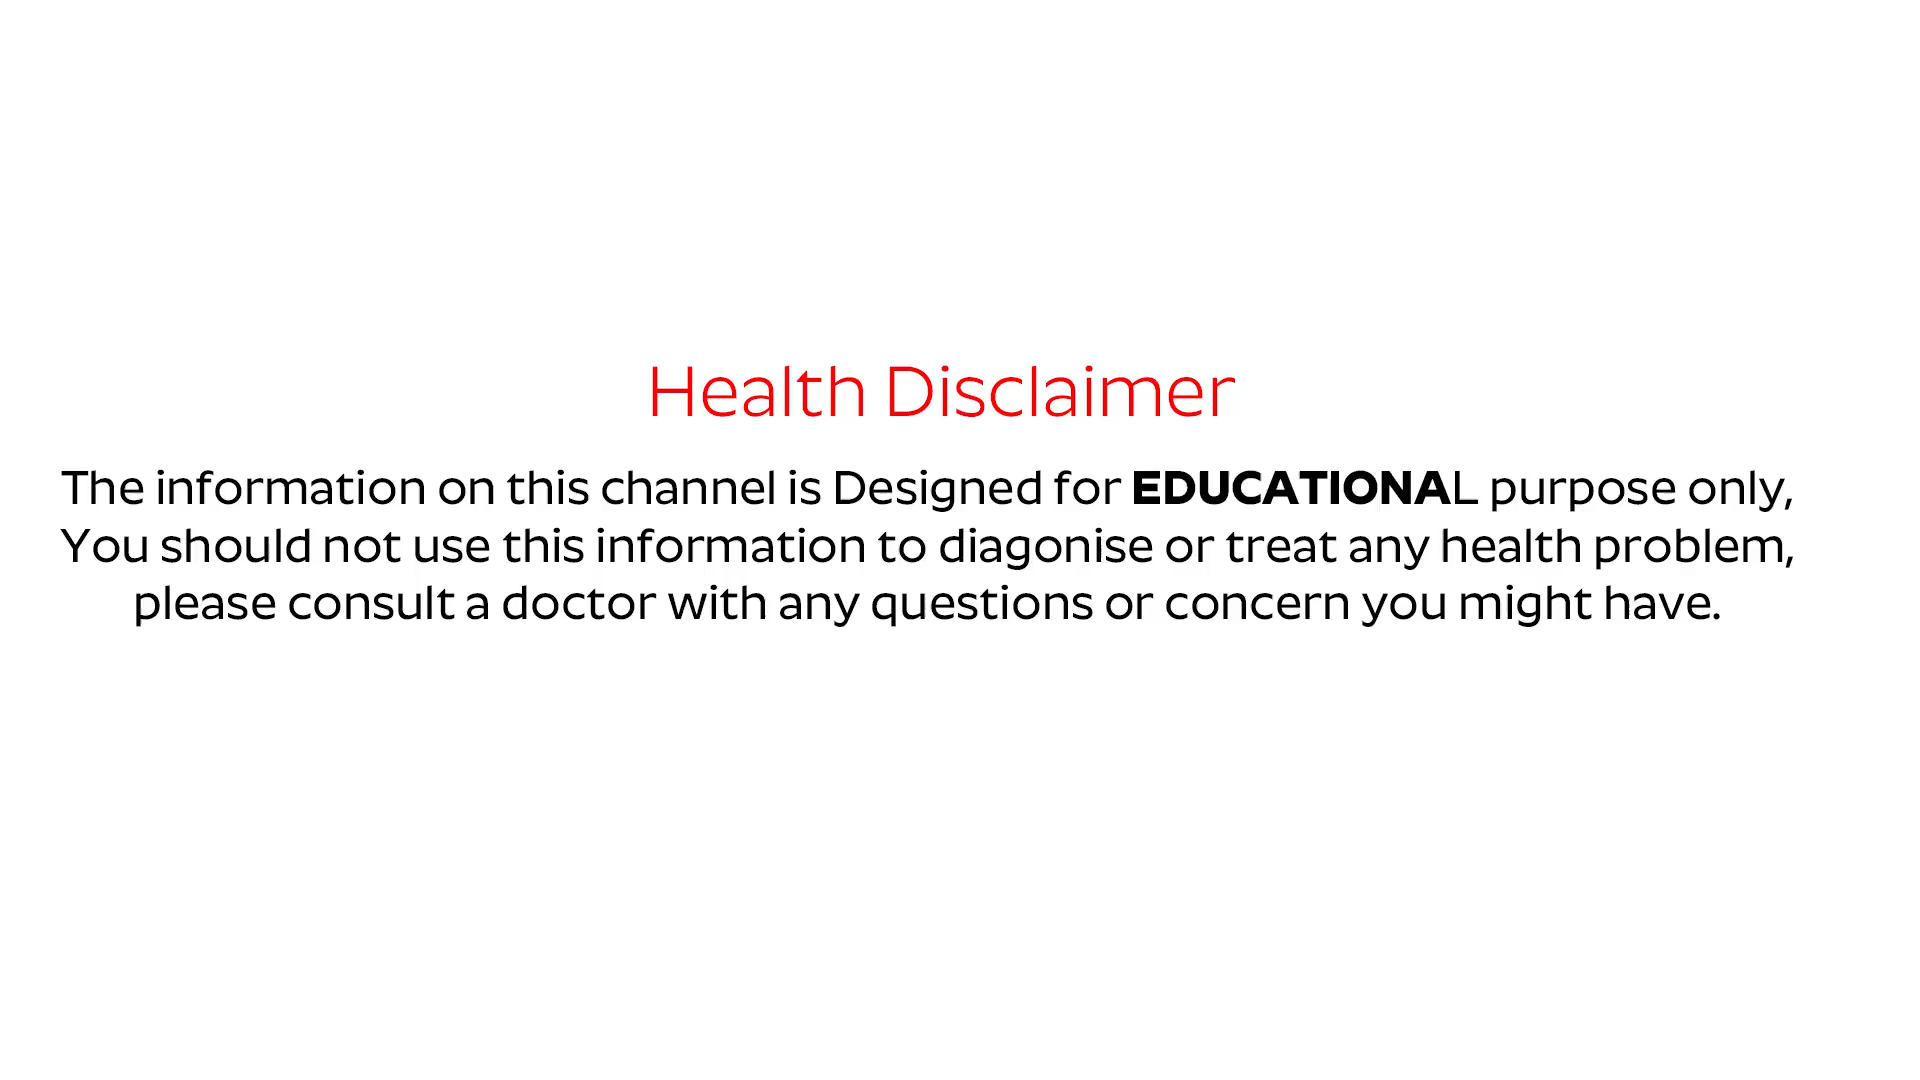 Health Disclaimer
The information on this channel is Designed for EDUCATIONAL purpose only,
You should not use this information to diagonise or treat any health problem,
please consult a doctor with any questions or concern you might have.